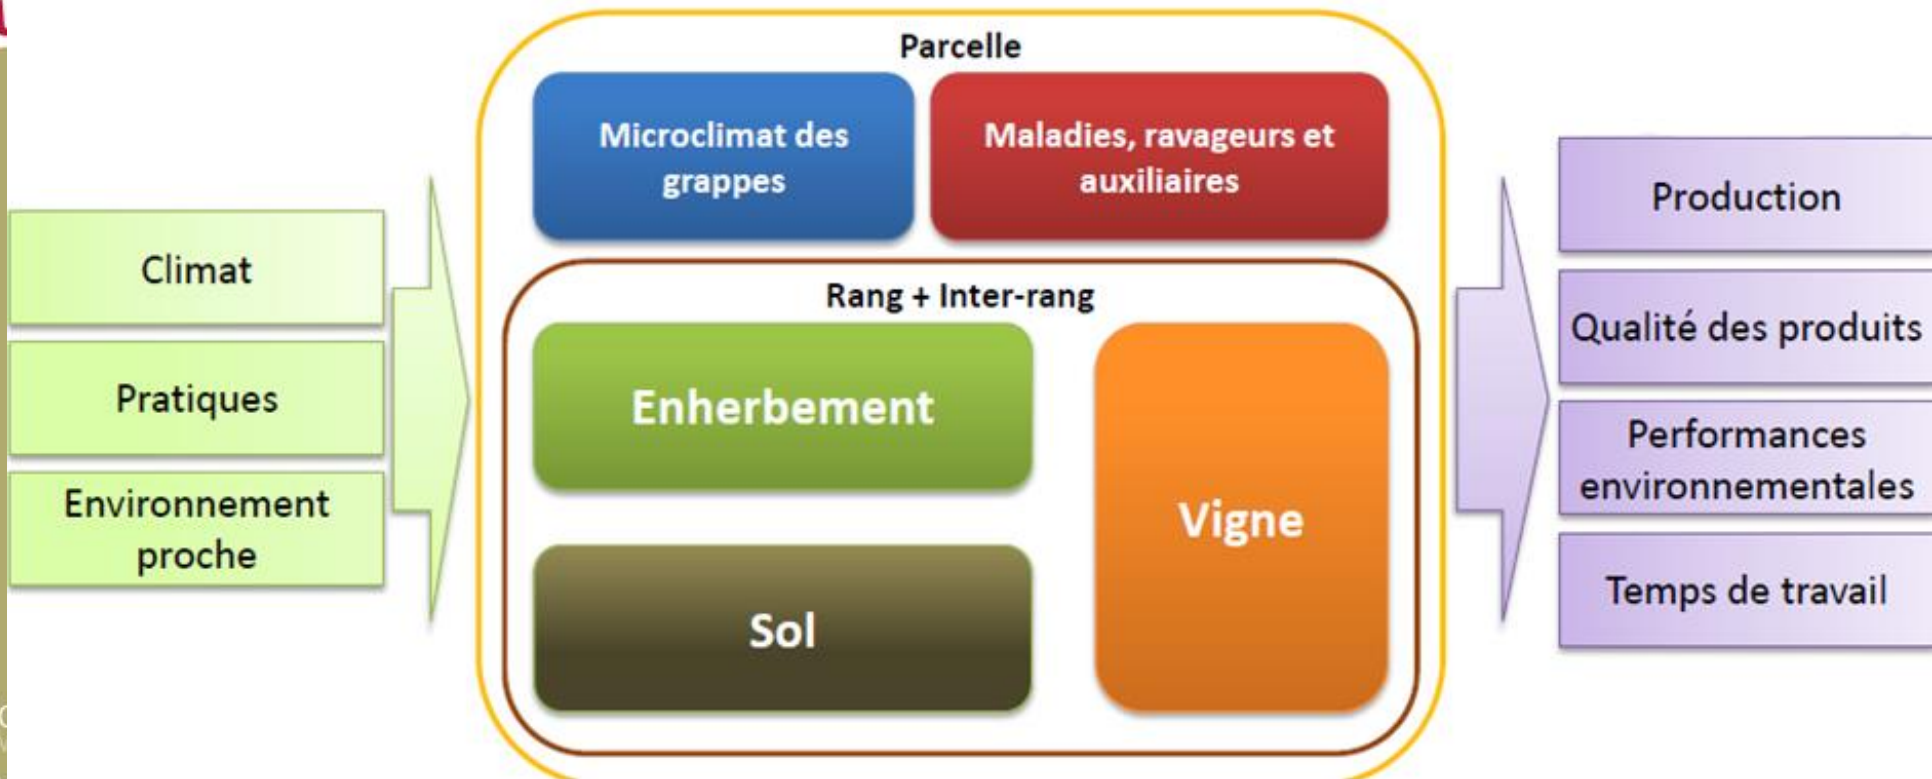 Climat
Pratiques
Environnement
proche
Parcelle
Microclimat des
grappes
Maladies, ravageurs et
auxiliaires
Rang + Inter-rang
Enherbement
Sol
Vigne
Production
Qualité des produits
Performances
environnementales
Temps de travail